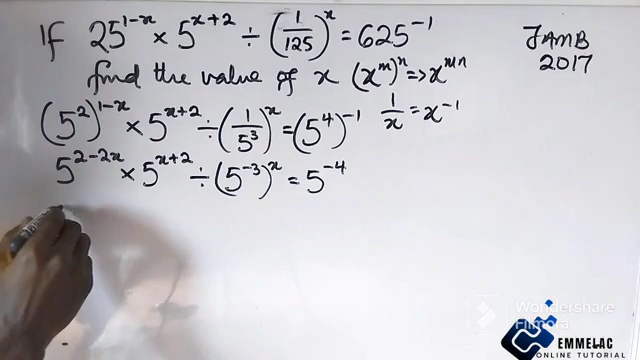 If 25^{1-x} × 5^{x+2} ÷ (1/125)^x = 625^{-1}
JAMB
2017
find the value of x (x^m)^n => x^{mn}
(5^2)^{1-x} × 5^{x+2} ÷ (1/5^3)^x = (5^4)^{-1}
1/x = x^{-1}
5^{2-2x} × 5^{x+2} ÷ (5^{-3})^x = 5^{-4}
Wondershare
Filmora
EMMELAC
ONLINE TUTORIAL